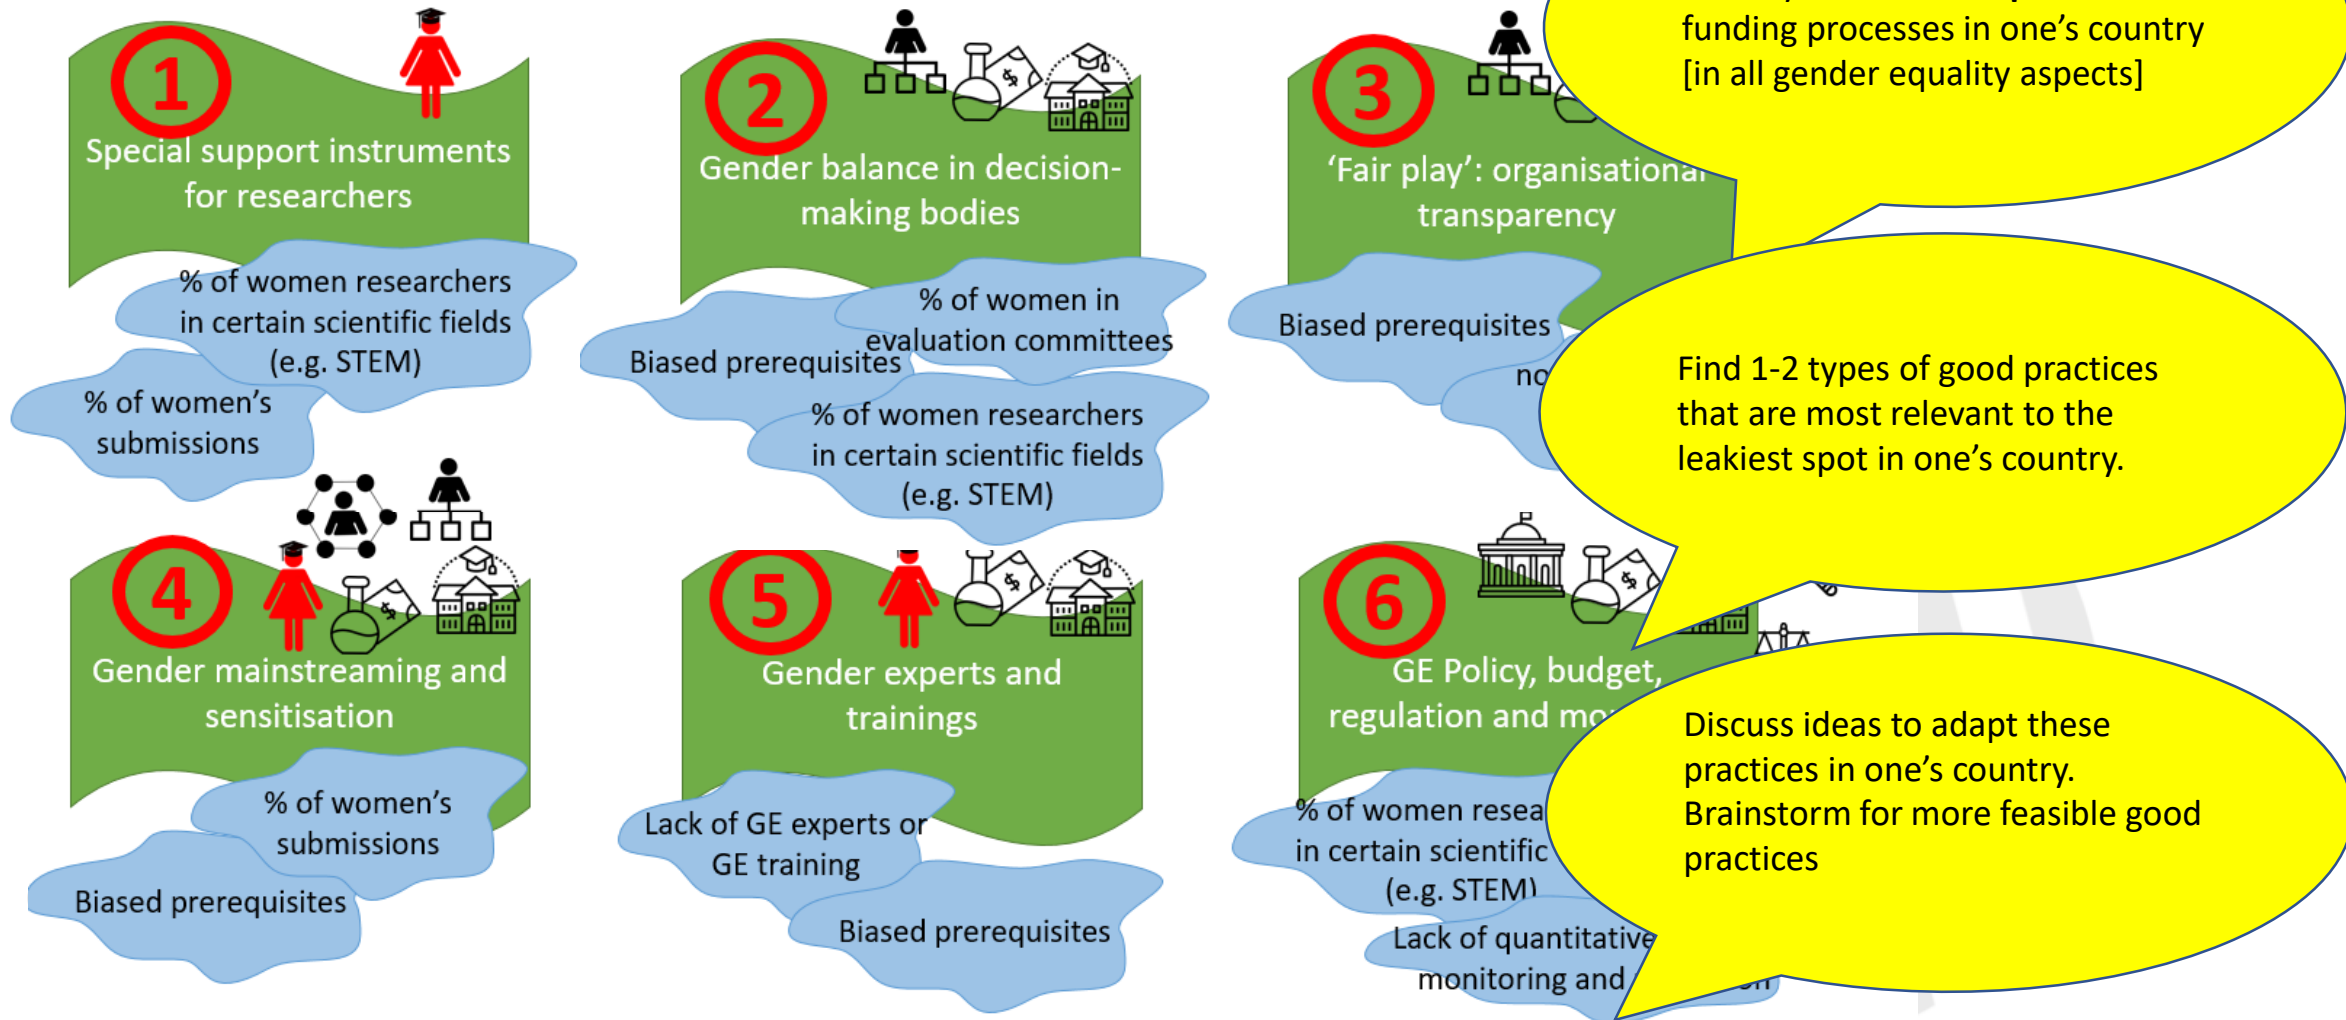 1
Special support instruments
for researchers
% of women researchers
in certain scientific fields
(e.g. STEM)
% of women's
submissions
2
Gender balance in decision-
making bodies
% of women in
evaluation committees
Biased prerequisites
% of women researchers
in certain scientific fields
(e.g. STEM)
3
‘Fair play’: organisational
transparency
Biased prerequisites
funding processes in one's country
[in all gender equality aspects]
Find 1-2 types of good practices
that are most relevant to the
leakiest spot in one's country.
4
Gender mainstreaming and
sensitisation
% of women's
submissions
Biased prerequisites
5
Gender experts and
trainings
Lack of GE experts or
GE training
Biased prerequisites
6
GE Policy, budget,
regulation and
% of women
in certain scientific
(e.g. STEM)
Lack of quantitative
monitoring and
Discuss ideas to adapt these
practices in one's country.
Brainstorm for more feasible good
practices